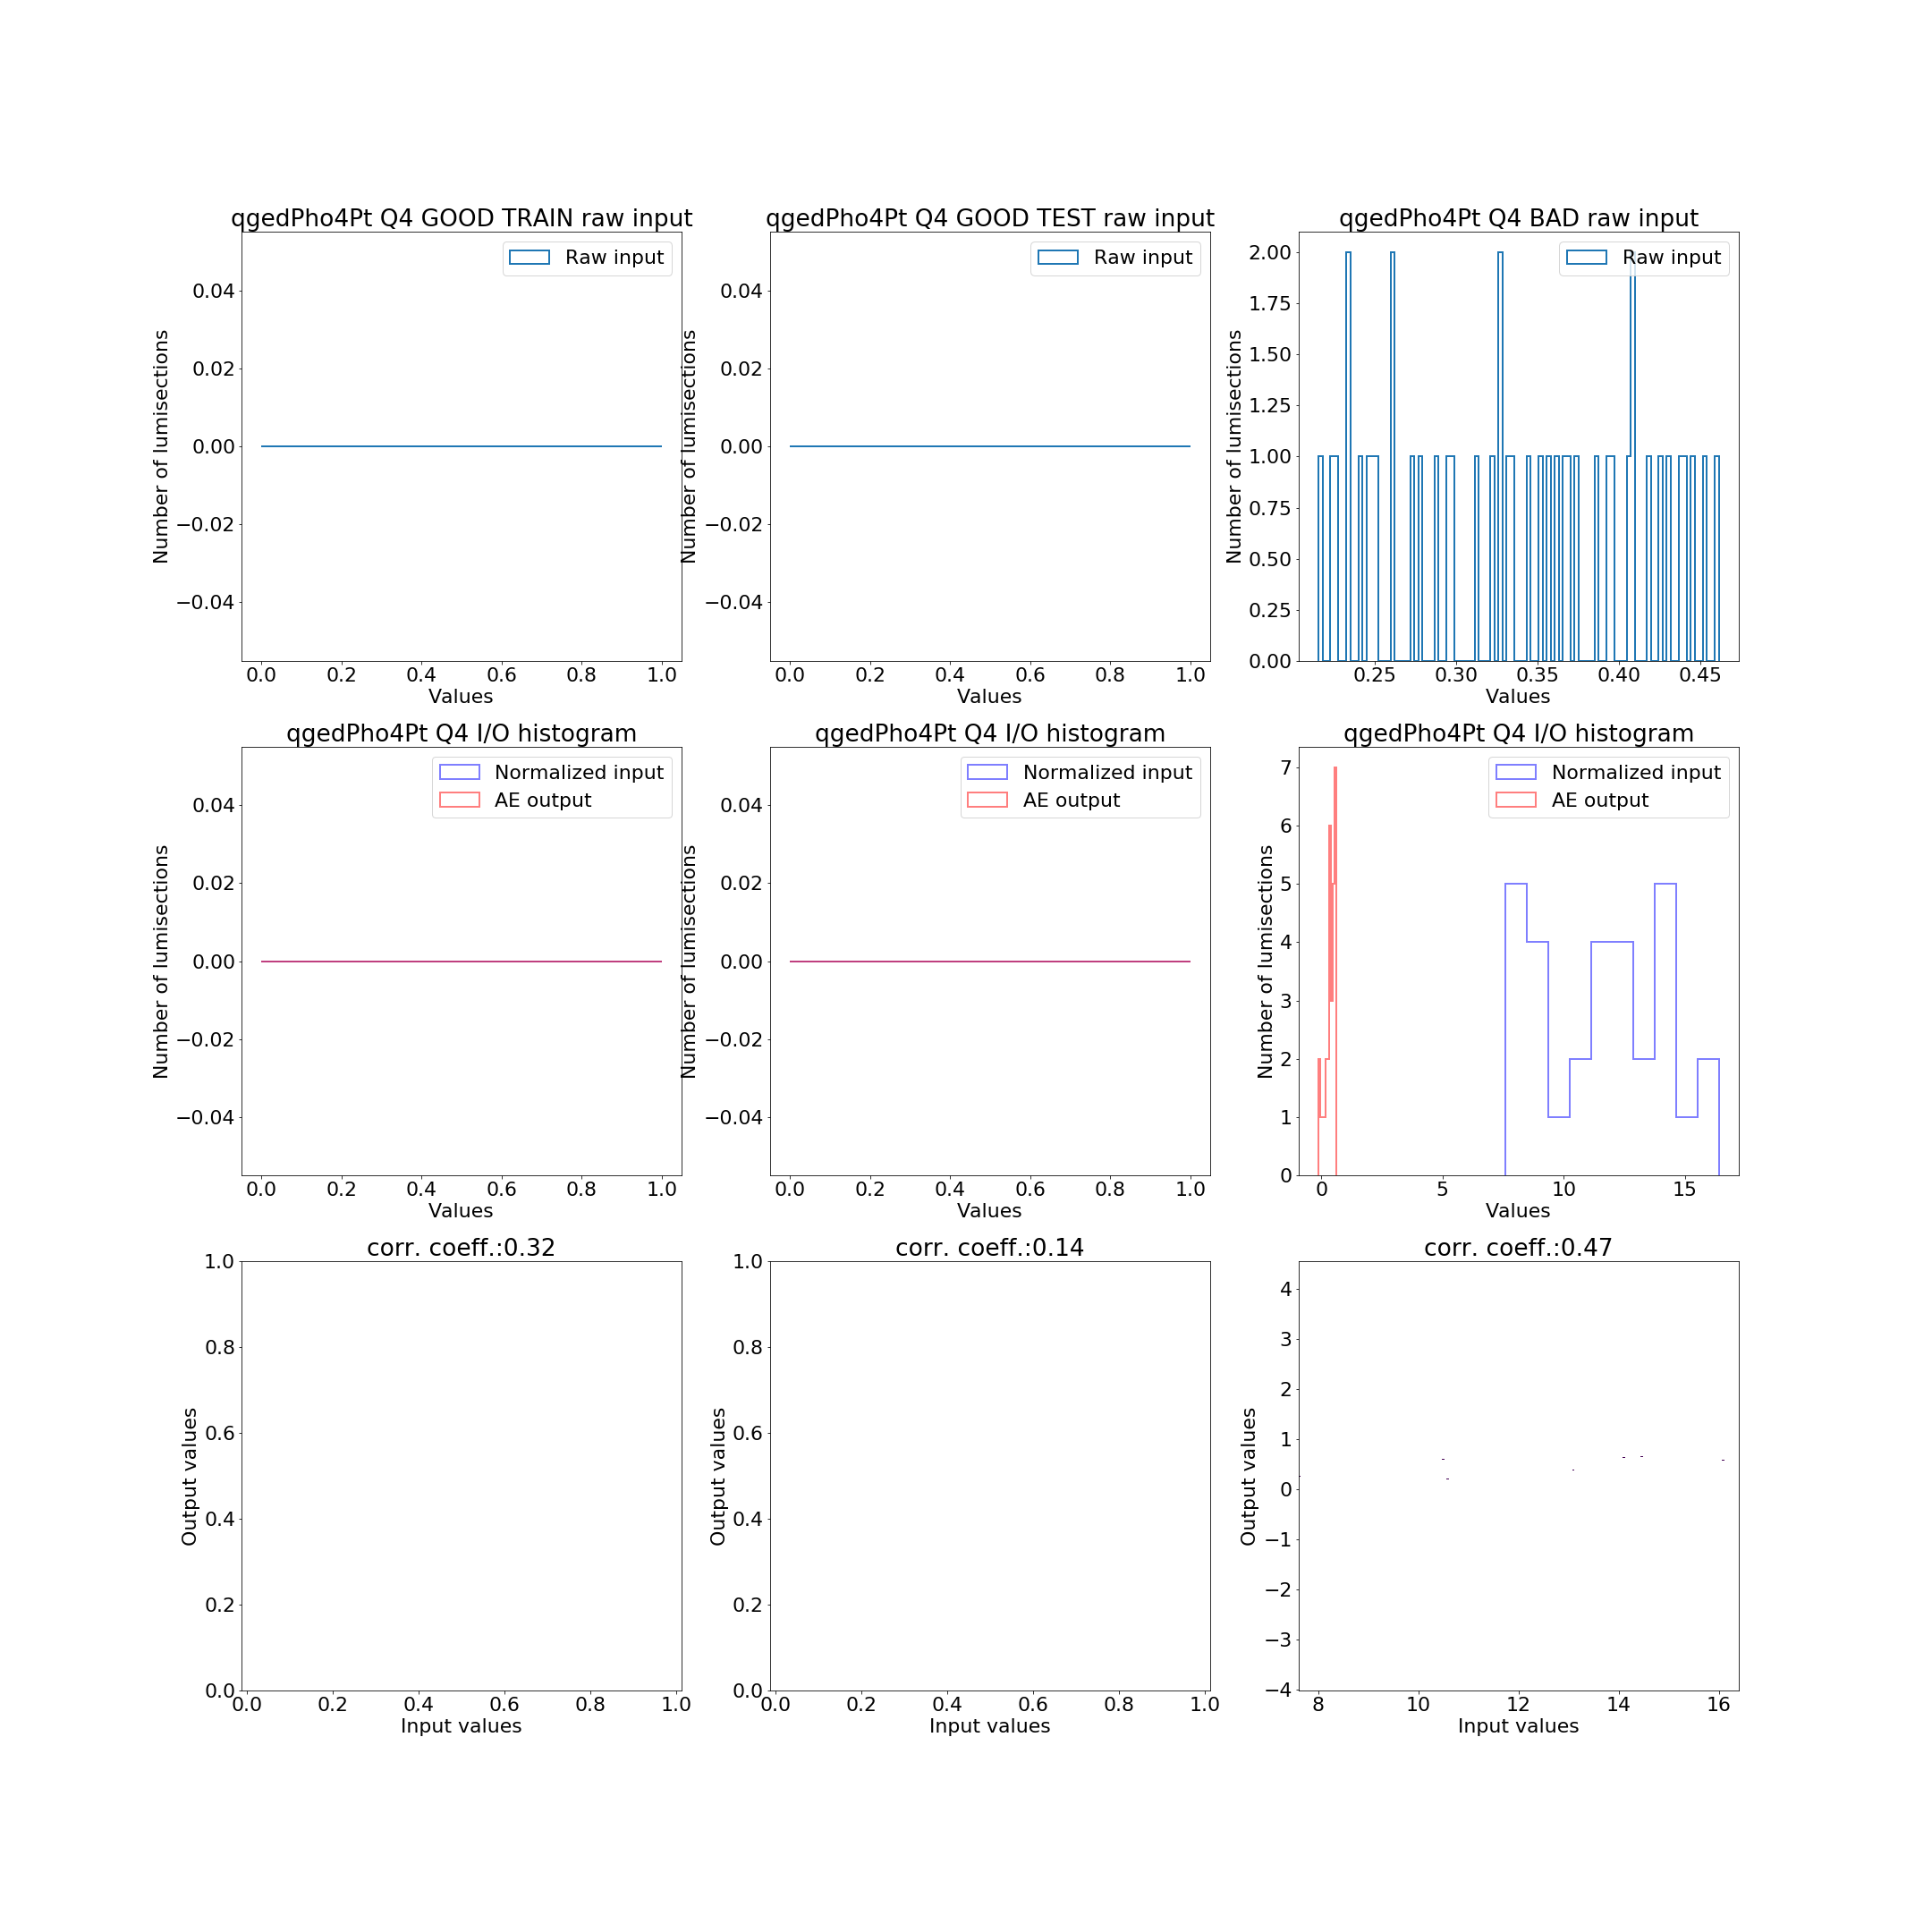 qgedPho4Pt Q4 GOOD TRAIN raw input
Raw input
Number of lumisections
0.04
0.02
0.00
−0.02
−0.04
0.0 0.2 0.4 0.6 0.8 1.0
Values
qgedPho4Pt Q4 GOOD TEST raw input
Raw input
Number of lumisections
0.04
0.02
0.00
−0.02
−0.04
0.0 0.2 0.4 0.6 0.8 1.0
Values
qgedPho4Pt Q4 BAD raw input
Raw input
Number of lumisections
2.00
1.75
1.50
1.25
1.00
0.75
0.50
0.25
0.00
0.25 0.30 0.35 0.40 0.45
Values
qgedPho4Pt Q4 I/O histogram
Normalized input
AE output
Number of lumisections
0.04
0.02
0.00
−0.02
−0.04
0.0 0.2 0.4 0.6 0.8 1.0
Values
qgedPho4Pt Q4 I/O histogram
Normalized input
AE output
Number of lumisections
0.04
0.02
0.00
−0.02
−0.04
0.0 0.2 0.4 0.6 0.8 1.0
Values
qgedPho4Pt Q4 I/O histogram
Normalized input
AE output
Number of lumisections
7
6
5
4
3
2
1
0
0 5 10 15
Values
corr. coeff.:0.32
Output values
1.0
0.8
0.6
0.4
0.2
0.0
0.0 0.2 0.4 0.6 0.8 1.0
Input values
corr. coeff.:0.14
Output values
1.0
0.8
0.6
0.4
0.2
0.0
0.0 0.2 0.4 0.6 0.8 1.0
Input values
corr. coeff.:0.47
Output values
4
3
2
1
0
−1
−2
−3
−4
8 10 12 14 16
Input values